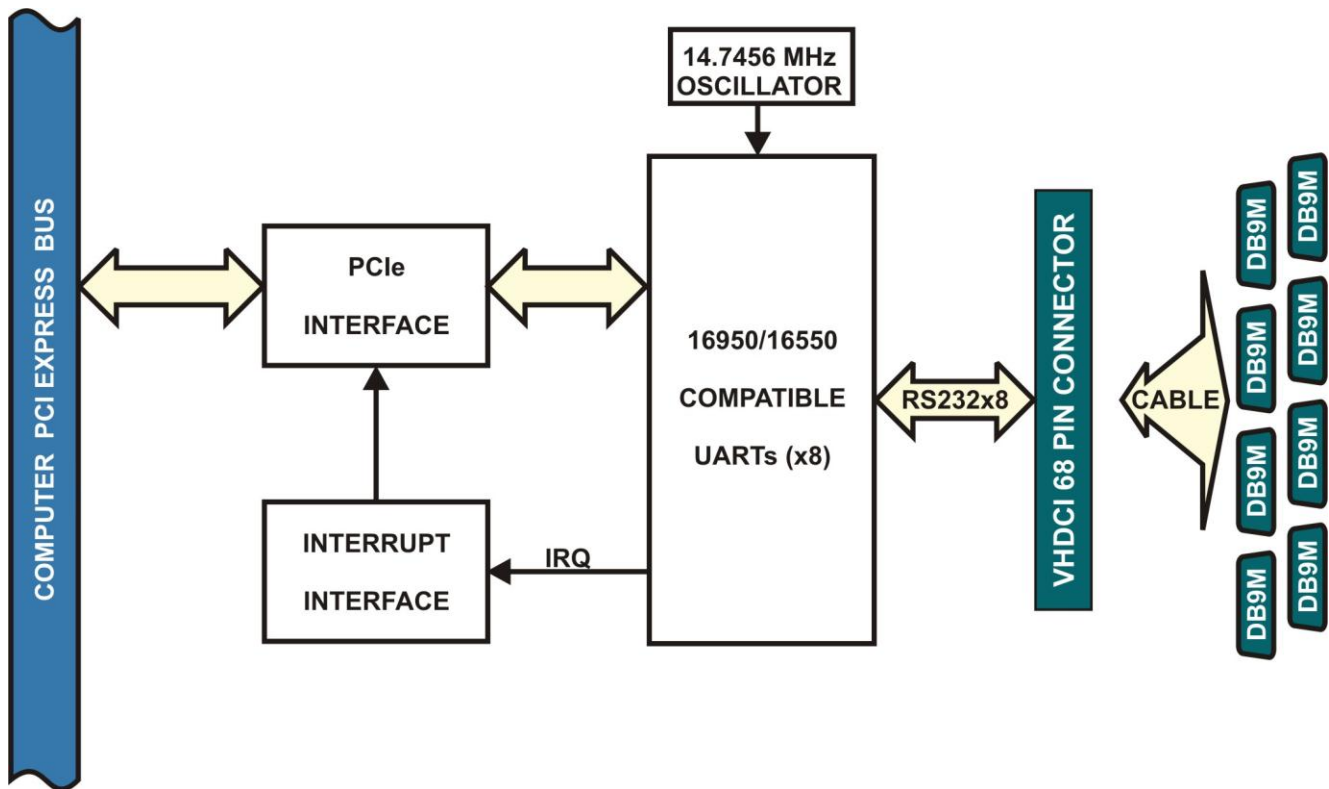 COMPUTER PCI EXPRESS BUS
14.7456 MHz
OSCILLATOR
PCIe
INTERFACE
16950/16550
COMPATIBLE
UARTs (x8)
INTERRUPT
INTERFACE
IRQ
RS232x8
VHDCI 68 PIN CONNECTOR
CABLE
DB9M
DB9M
DB9M
DB9M
DB9M
DB9M
DB9M
DB9M